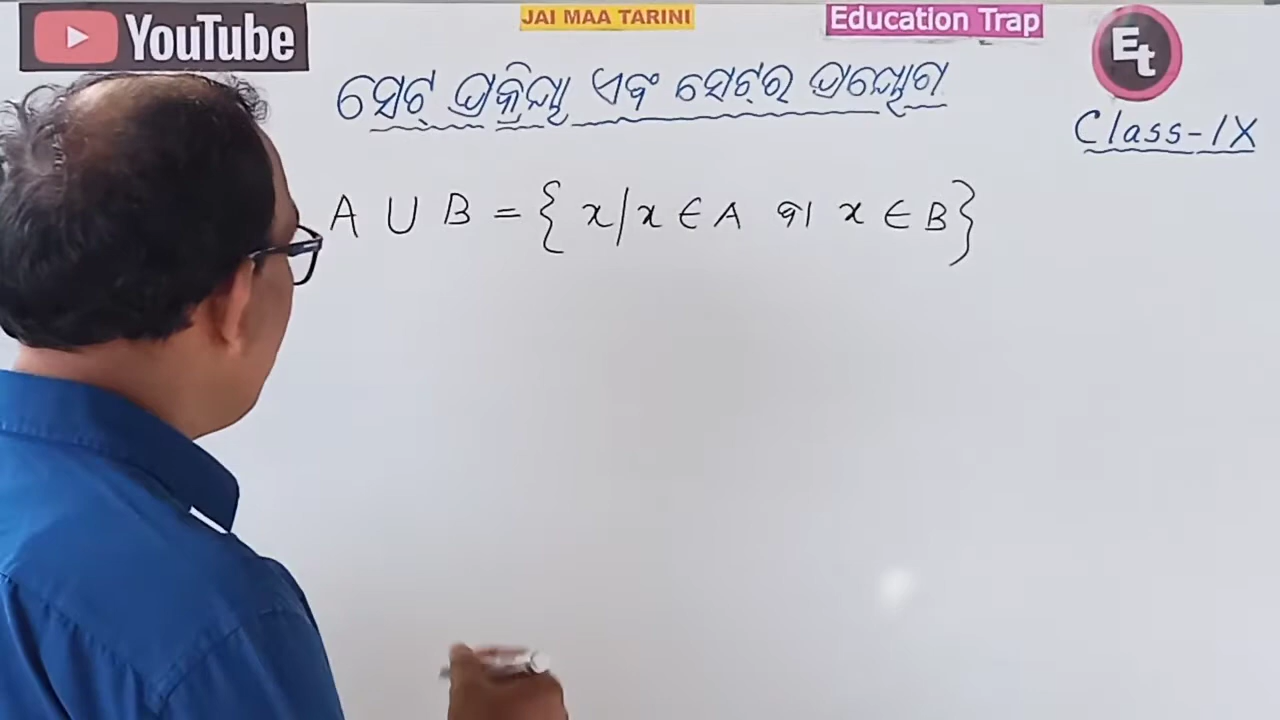 YouTube
JAI MAA TARINI
Education Trap
Et
ସେଟ୍ ପ୍ରକ୍ରିୟା ଏବଂ ସେଟ୍‌ର ପ୍ରୟୋଗ
Class-IX
A ∪ B = { x/x ∈ A ବା x ∈ B}